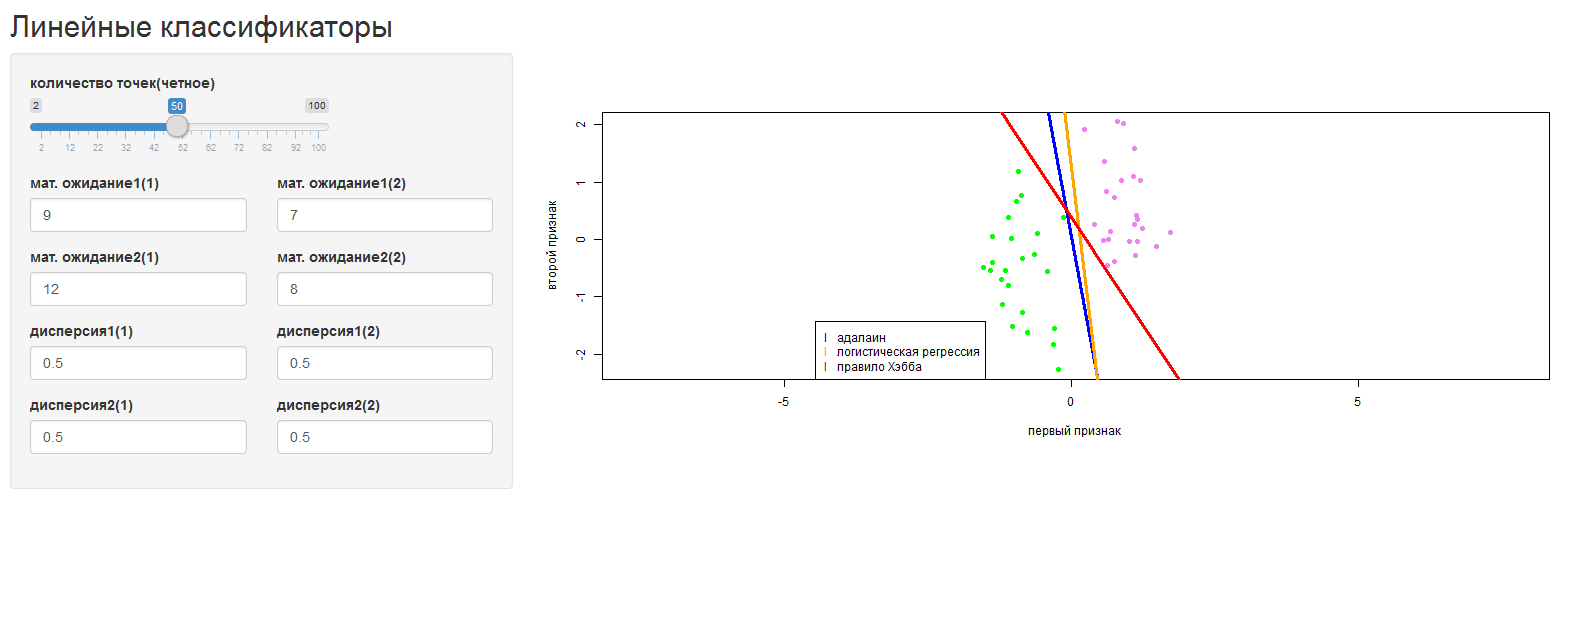 Линейные классификаторы
количество точек(четное)
2 50 100
2 12 22 32 42 52 62 72 82 92 100
мат. ожидание1(1) мат. ожидание1(2)
9 7
мат. ожидание2(1) мат. ожидание2(2)
12 8
дисперсия1(1) дисперсия1(2)
0.5 0.5
дисперсия2(1) дисперсия2(2)
0.5 0.5
второй признак
2
1
0
-1
-2
адалаин
логистическая регрессия
правило Хэбба
-5 0 5
первый признак